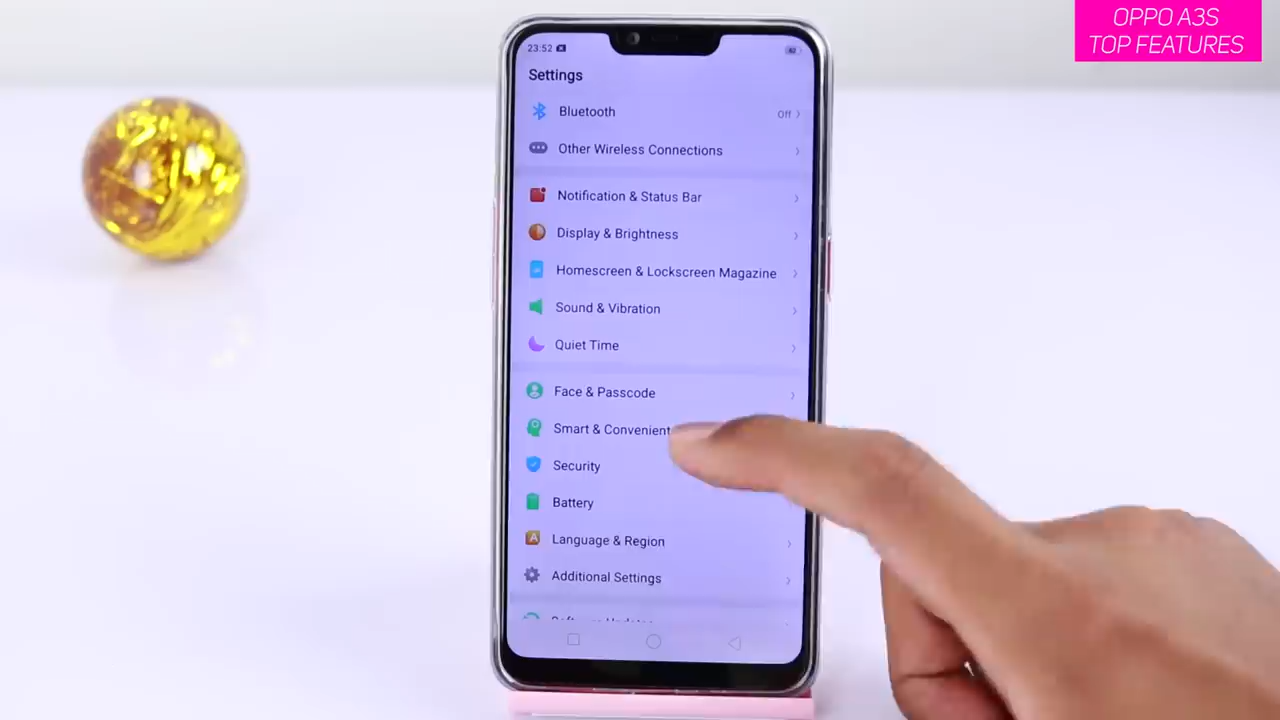 OPPO A3S
TOP FEATURES
23:52
Settings
Bluetooth
Off
Other Wireless Connections
Notification & Status Bar
Display & Brightness
Homescreen & Lockscreen Magazine
Sound & Vibration
Quiet Time
Face & Passcode
Smart & Convenient
Security
Battery
Language & Region
Additional Settings